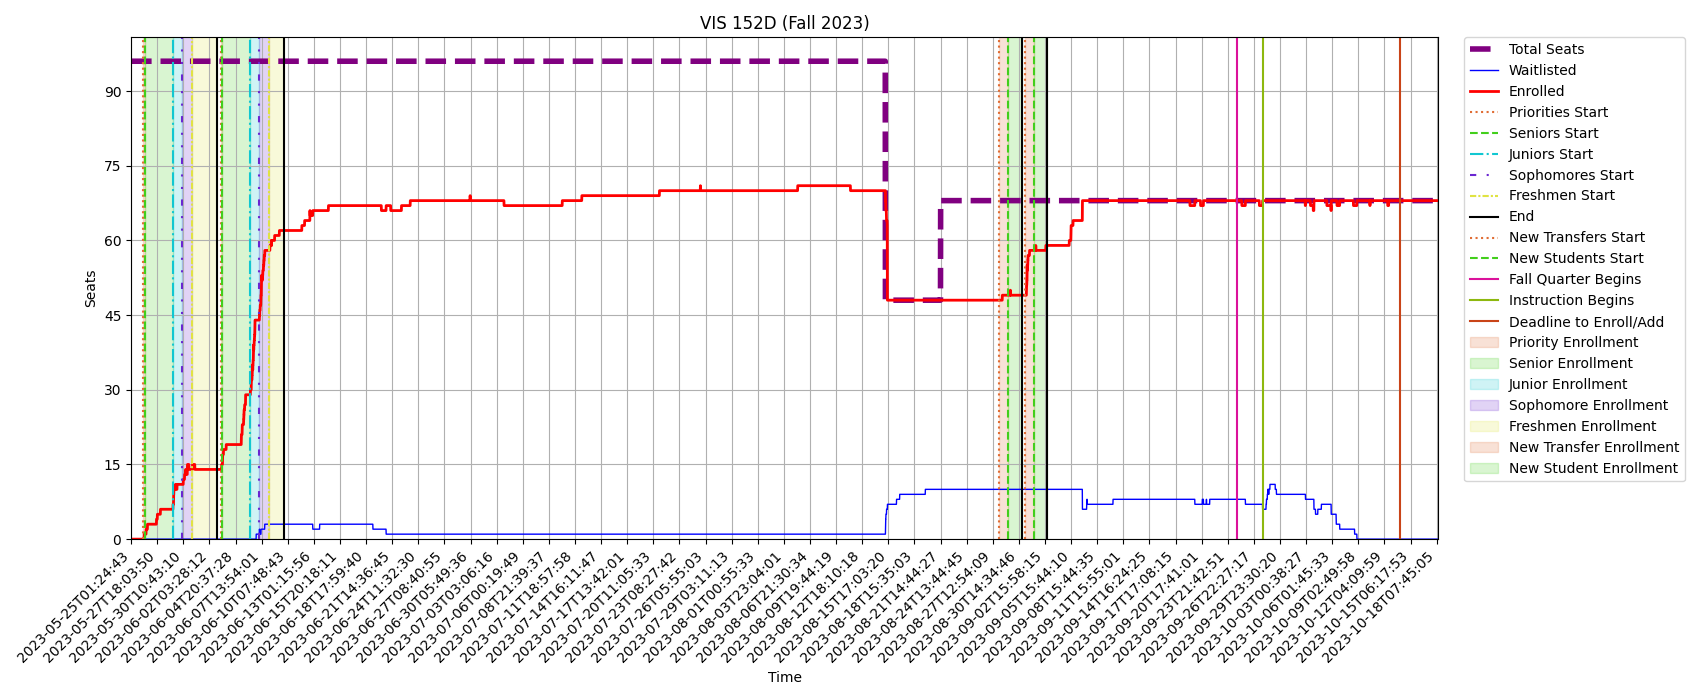 VIS 152D (Fall 2023)
Seats
90
75
60
45
30
15
0
2023-05-25T01:24:43
2023-05-27T18:03:50
2023-05-30T10:43:10
2023-06-02T03:28:12
2023-06-04T20:37:28
2023-06-07T13:54:01
2023-06-10T07:48:43
2023-06-13T01:15:56
2023-06-15T20:18:11
2023-06-18T17:59:40
2023-06-21T14:36:45
2023-06-24T11:32:30
2023-06-27T08:40:55
2023-06-30T05:49:36
2023-07-03T03:06:16
2023-07-06T00:19:49
2023-07-08T21:39:37
2023-07-11T18:57:58
2023-07-14T16:11:47
2023-07-17T13:42:01
2023-07-20T11:05:33
2023-07-23T08:27:42
2023-07-26T05:55:03
2023-07-29T03:11:13
2023-08-01T00:55:33
2023-08-03T23:04:01
2023-08-06T21:30:34
2023-08-09T19:44:19
2023-08-12T18:10:18
2023-08-15T17:03:20
2023-08-18T15:35:03
2023-08-21T14:44:27
2023-08-24T13:44:45
2023-08-27T12:54:09
2023-08-30T14:34:46
2023-09-02T15:58:15
2023-09-05T15:44:10
2023-09-08T15:44:35
2023-09-11T15:55:01
2023-09-14T16:24:25
2023-09-17T17:08:15
2023-09-20T17:41:01
2023-09-23T21:42:51
2023-09-26T22:27:17
2023-09-29T23:30:20
2023-10-03T00:38:27
2023-10-06T01:45:33
2023-10-09T02:49:58
2023-10-12T04:09:59
2023-10-15T06:17:53
2023-10-18T07:45:05
Time
Total Seats
Waitlisted
Enrolled
Priorities Start
Seniors Start
Juniors Start
Sophomores Start
Freshmen Start
End
New Transfers Start
New Students Start
Fall Quarter Begins
Instruction Begins
Deadline to Enroll/Add
Priority Enrollment
Senior Enrollment
Junior Enrollment
Sophomore Enrollment
Freshmen Enrollment
New Transfer Enrollment
New Student Enrollment